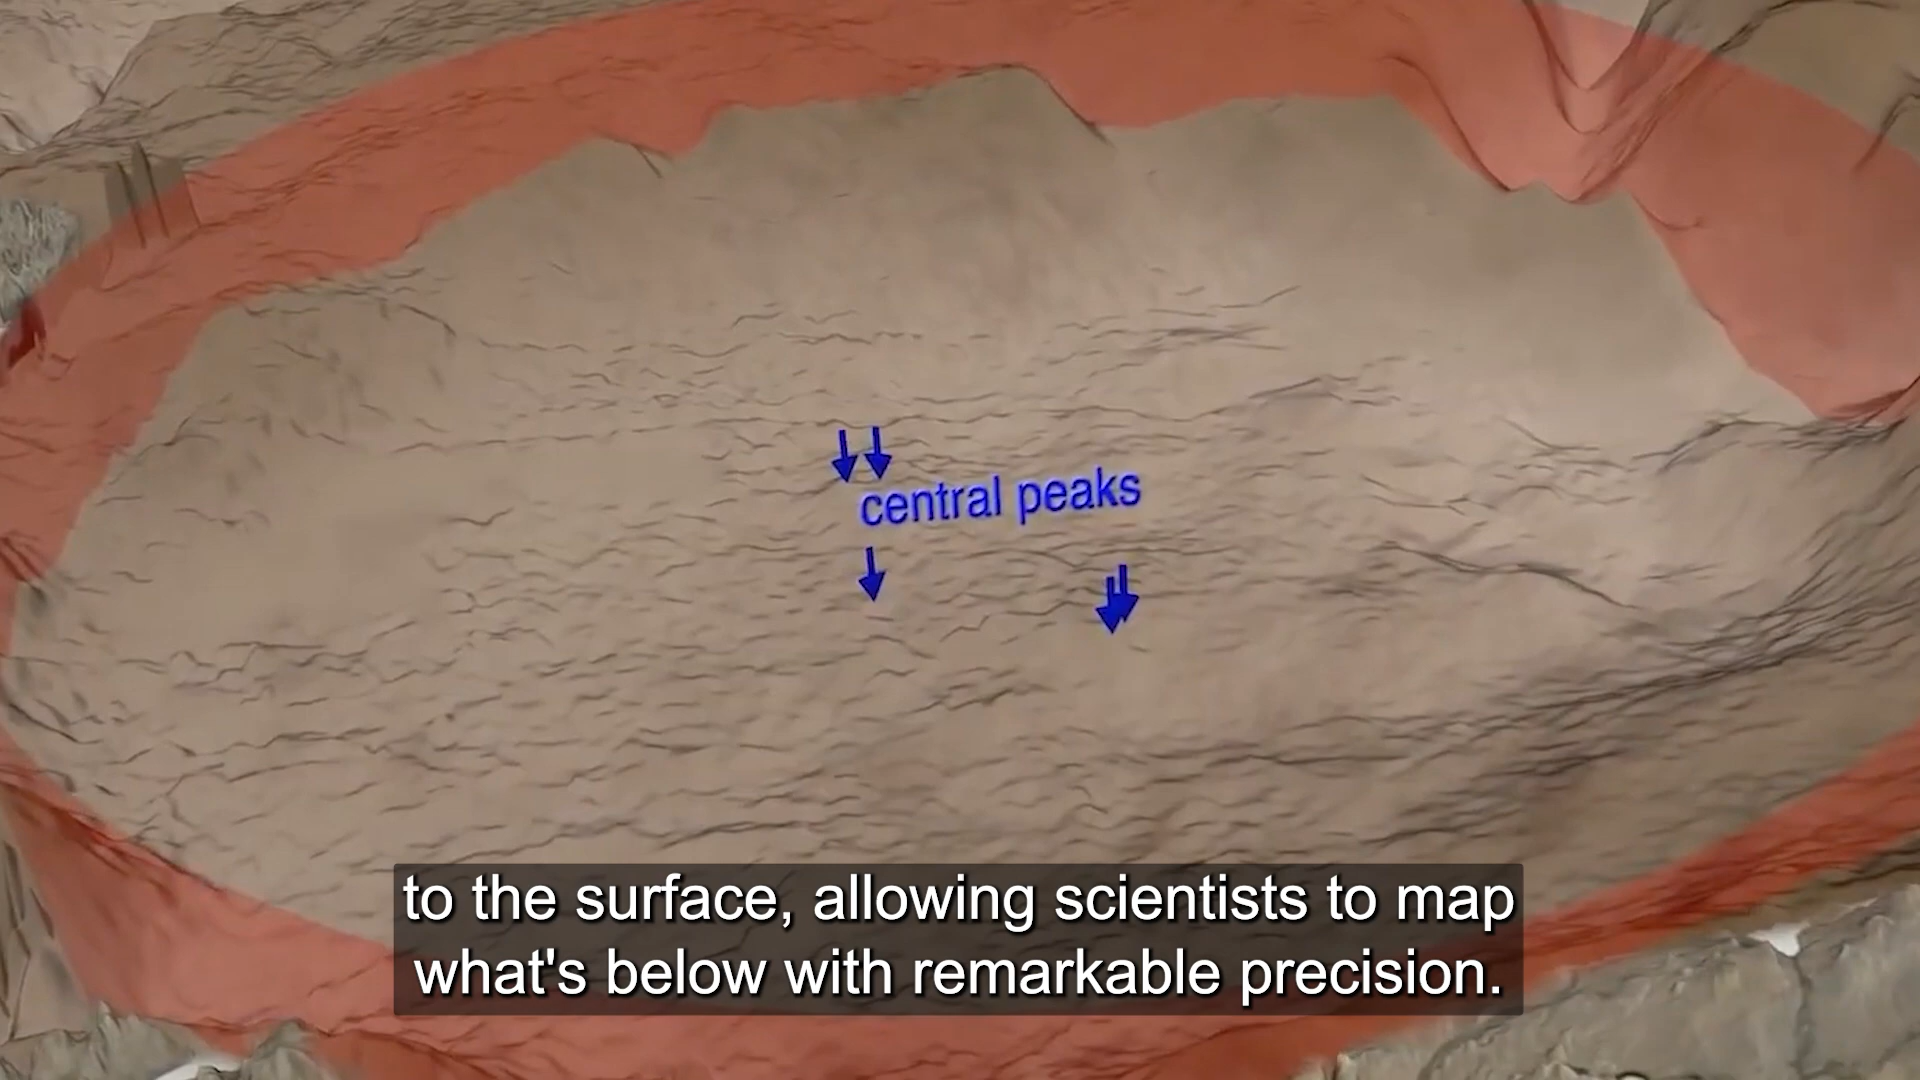 central peaks
to the surface, allowing scientists to map
what's below with remarkable precision.